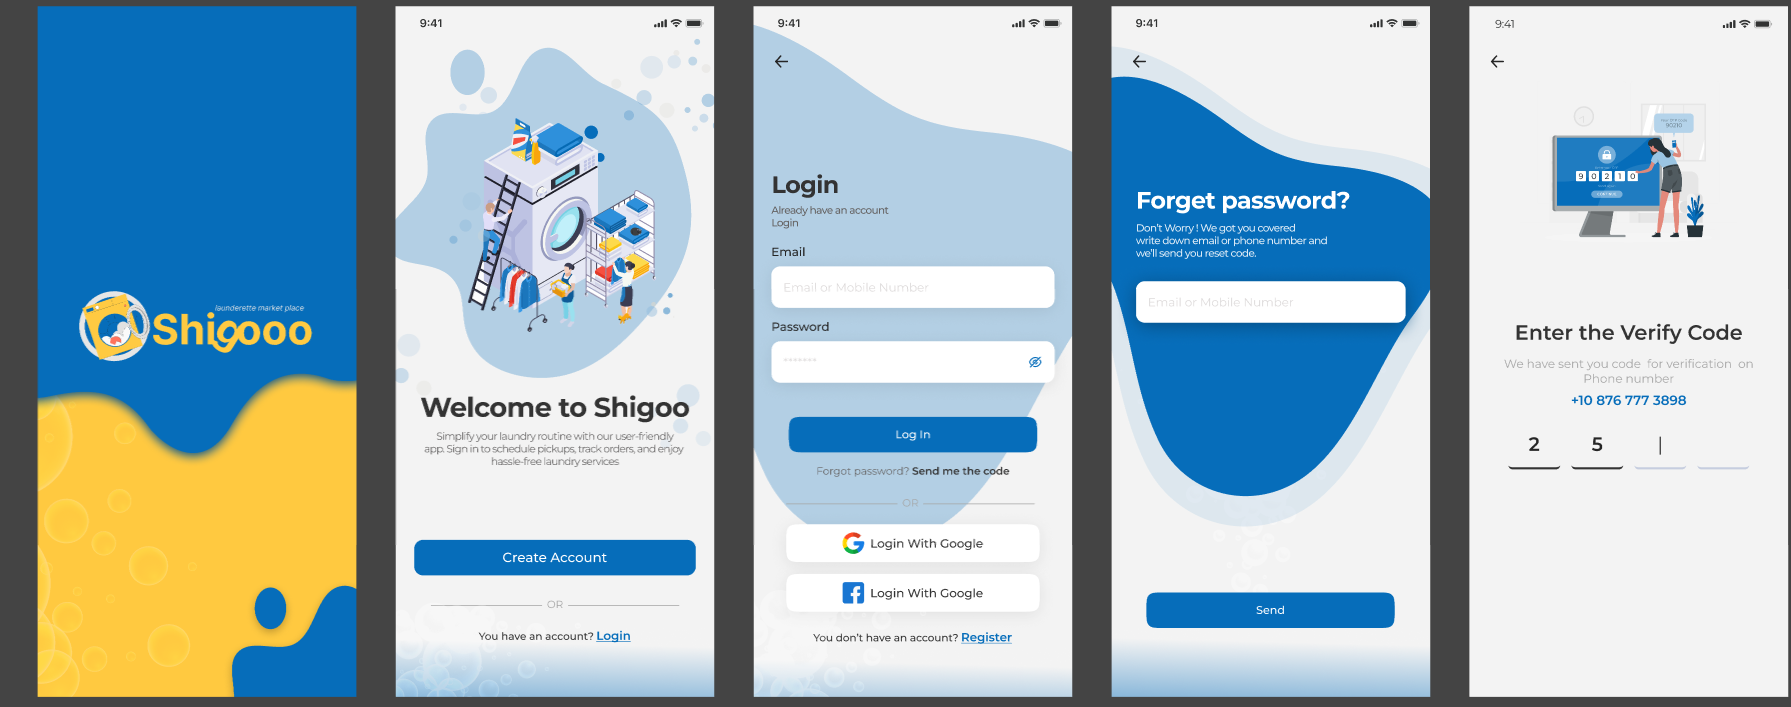 launderette market place
Shigooo
9:41
Welcome to Shigoo
Simplify your laundry routine with our user-friendly
app. Sign in to schedule pickups, track orders, and enjoy
hassle-free laundry services
Create Account
OR
You have an account? Login
9:41
Login
Already have an account
Login
Email
Email or Mobile Number
Password
*******
Log In
Forgot password? Send me the code
OR
Login With Google
Login With Google
You don't have an account? Register
9:41
Forget password?
Don't Worry ! We got you covered
write down email or phone number and
we'll send you reset code.
Email or Mobile Number
Send
9:41
90210
9 0 2 1 0
Enter the Verify Code
We have sent you code for verification on
Phone number
+10 876 777 3898
2 5